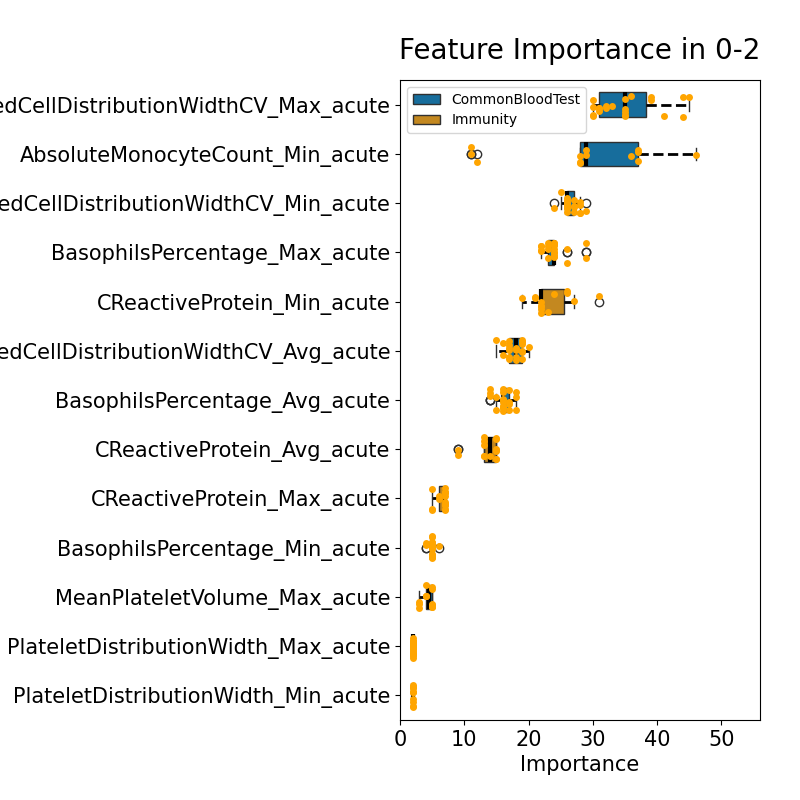 Feature Importance in 0-2
CommonBloodTest
Immunity
edCellDistributionWidthCV_Max_acute
AbsoluteMonocyteCount_Min_acute
edCellDistributionWidthCV_Min_acute
BasophilsPercentage_Max_acute
CReactiveProtein_Min_acute
edCellDistributionWidthCV_Avg_acute
BasophilsPercentage_Avg_acute
CReactiveProtein_Avg_acute
CReactiveProtein_Max_acute
BasophilsPercentage_Min_acute
MeanPlateletVolume_Max_acute
PlateletDistributionWidth_Max_acute
PlateletDistributionWidth_Min_acute
0 10 20 30 40 50
Importance